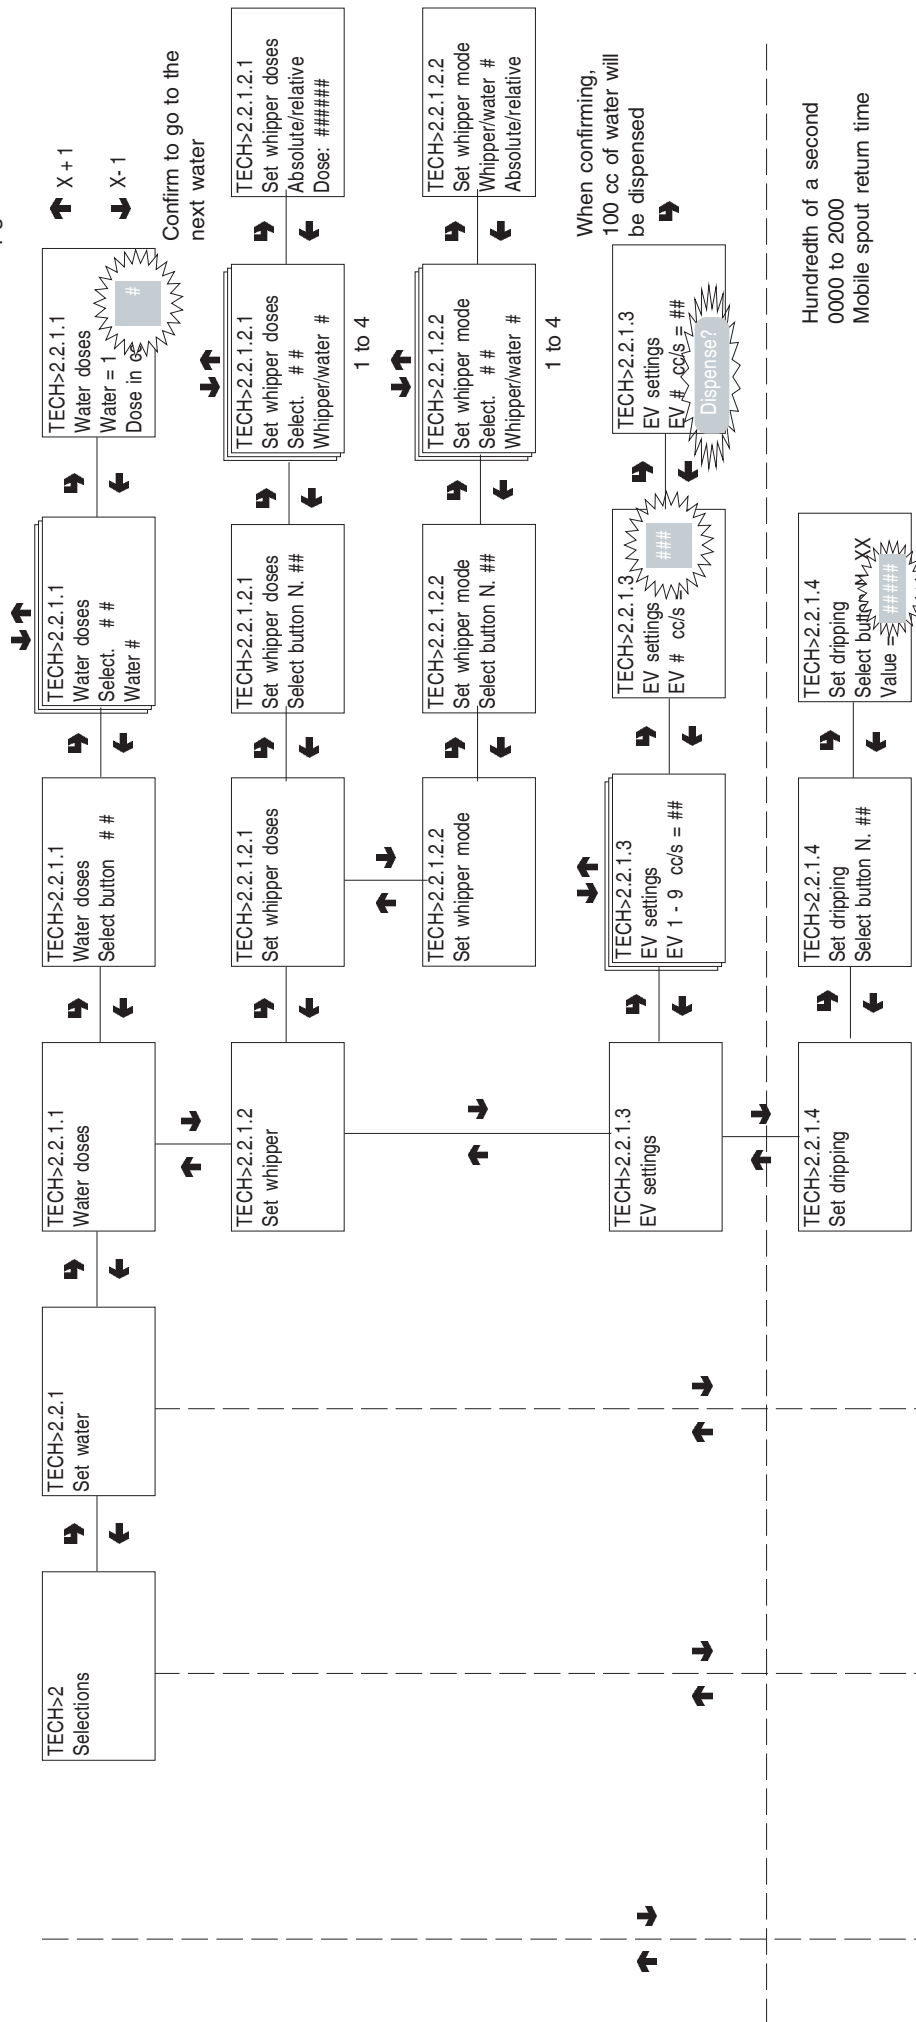 TECH>2
Selections
TECH>2.2.1
Set water
TECH>2.2.1.1
Water doses
TECH>2.2.1.1
Water doses
Select button # #
TECH>2.2.1.1
Water doses
Select. # #
Water #
TECH>2.2.1.1
Water doses
Water = 1
Dose in
#
X + 1
X- 1
Confirm to go to the
next water
TECH>2.2.1.2
Set whipper
TECH>2.2.1.2.1
Set whipper doses
TECH>2.2.1.2.1
Set whipper doses
Select button N. ##
TECH>2.2.1.2.1
Set whipper doses
Select. # #
Whipper/water #
1 to 4
TECH>2.2.1.2.1
Set whipper doses
Absolute/relative
Dose: ######
TECH>2.2.1.2.2
Set whipper mode
TECH>2.2.1.2.2
Set whipper mode
Select button N. ##
TECH>2.2.1.2.2
Set whipper mode
Select. # #
Whipper/water #
1 to 4
TECH>2.2.1.2.2
Set whipper mode
Whipper/water #
Absolute/relative
TECH>2.2.1.3
EV settings
TECH>2.2.1.3
EV settings
EV 1 - 9 cc/s = ##
TECH>2.2.1.3
EV settings
EV # cc/s
###
TECH>2.2.1.3
EV settings
EV # cc/s = ##
Dispense?
When confirming,
100 cc of water will
be dispensed
TECH>2.2.1.4
Set dripping
TECH>2.2.1.4
Set dripping
Select button N. ##
TECH>2.2.1.4
Set dripping
Select button XX
Value =
#####
Hundredth of a second
0000 to 2000
Mobile spout return time